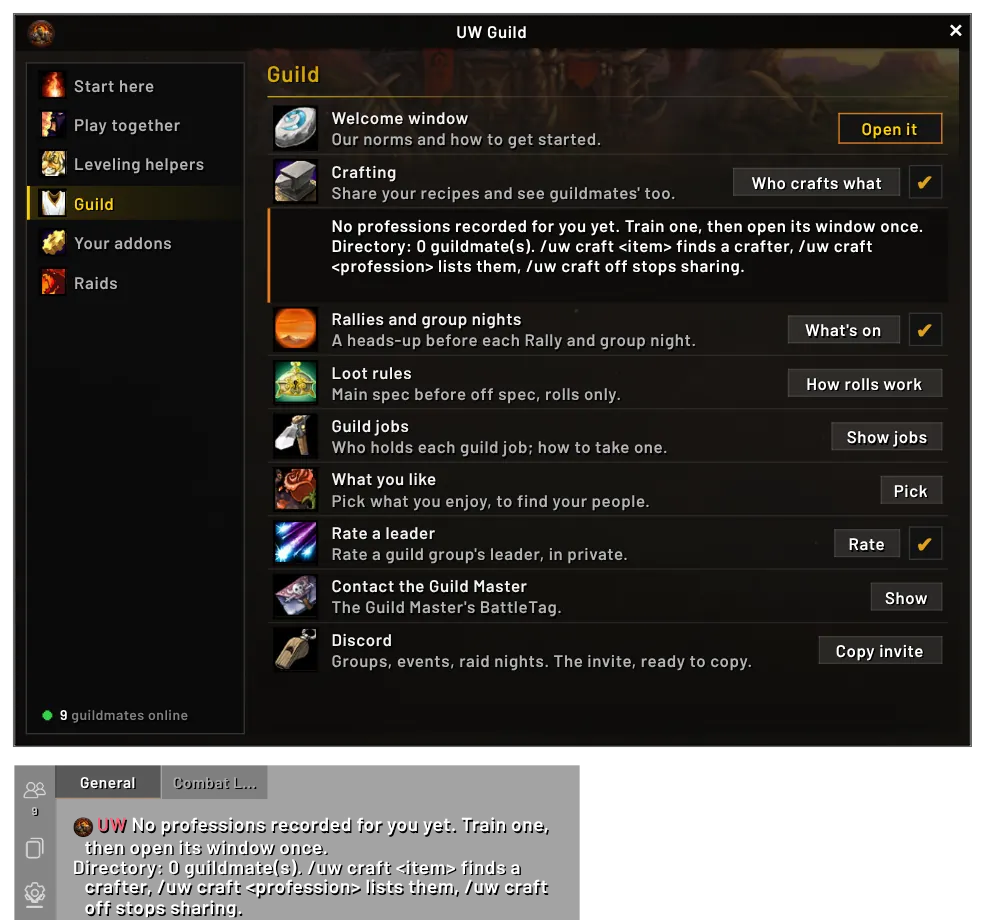 UW Guild
Start here
Play together
Leveling helpers
Guild
Your addons
Raids
9 guildmates online
Guild
Welcome window
Our norms and how to get started.
Open it
Crafting
Share your recipes and see guildmates' too.
Who crafts what
No professions recorded for you yet. Train one, then open its window once.
Directory: 0 guildmate(s). /uw craft <item> finds a crafter, /uw craft
<profession> lists them, /uw craft off stops sharing.
Rallies and group nights
A heads-up before each Rally and group night.
What's on
Loot rules
Main spec before off spec, rolls only.
How rolls work
Guild jobs
Who holds each guild job; how to take one.
Show jobs
What you like
Pick what you enjoy, to find your people.
Pick
Rate a leader
Rate a guild group's leader, in private.
Rate
Contact the Guild Master
The Guild Master's BattleTag.
Show
Discord
Groups, events, raid nights. The invite, ready to copy.
Copy invite
9
General
Combat L...
UW No professions recorded for you yet. Train one,
then open its window once.
Directory: 0 guildmate(s). /uw craft <item> finds a
crafter, /uw craft <profession> lists them, /uw craft
off stops sharing.